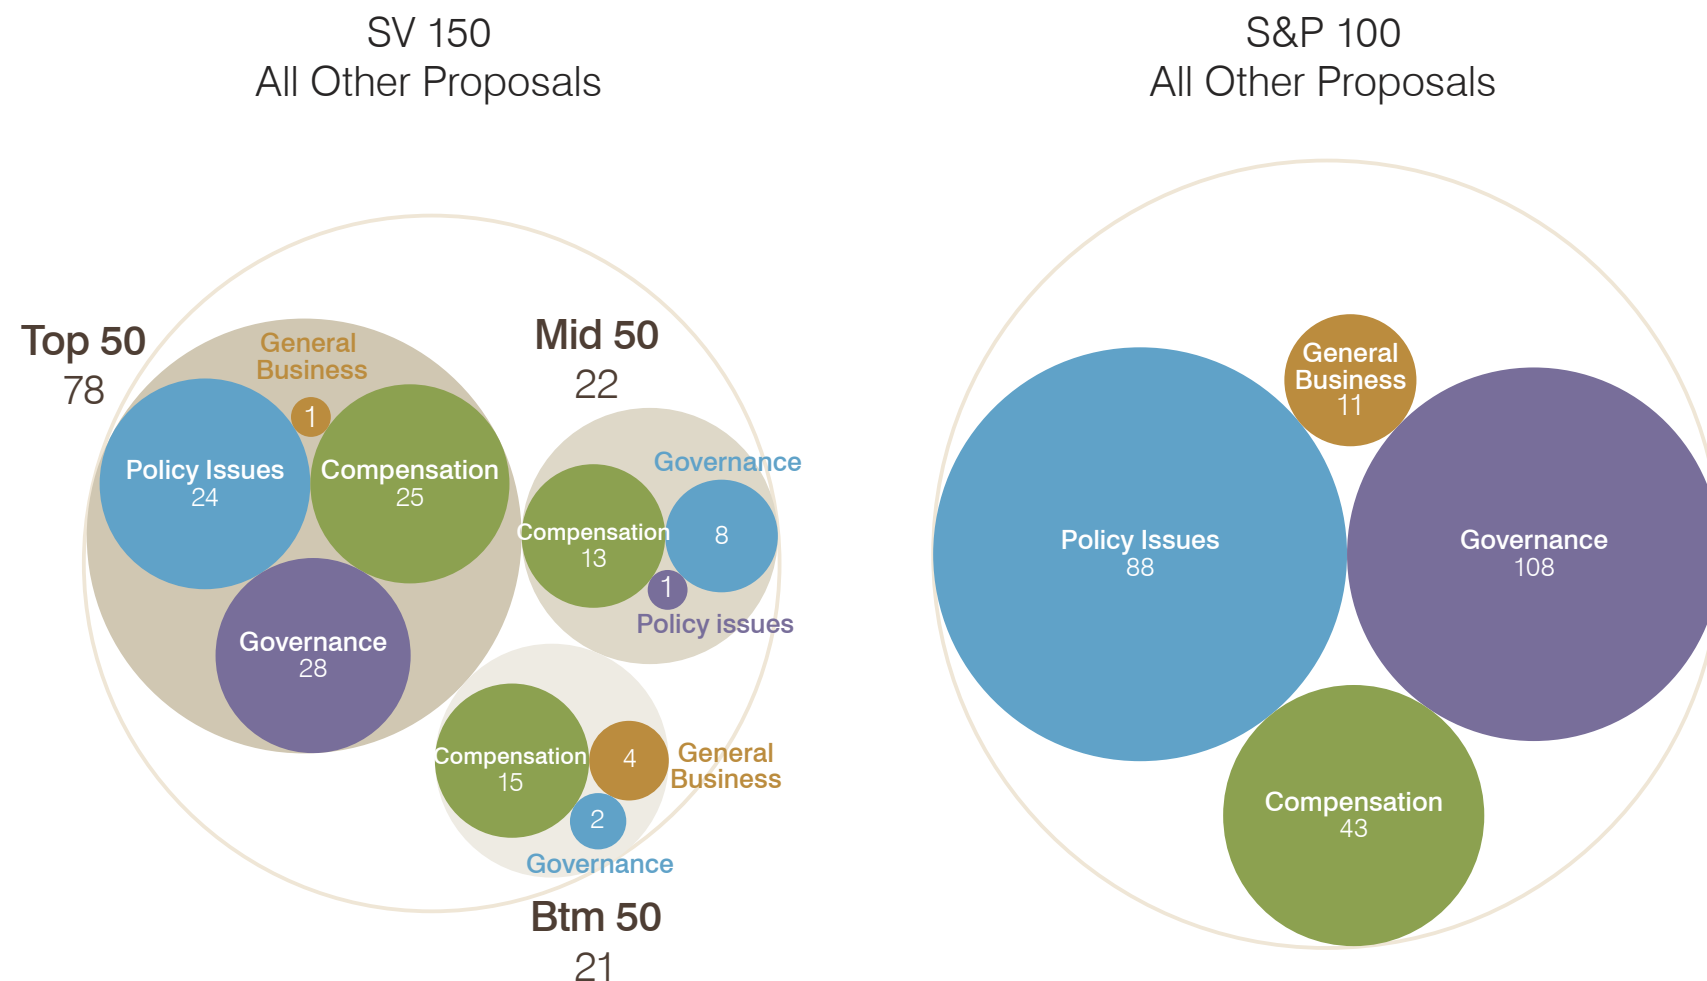 SV 150
All Other Proposals
Top 50
78
General
Business
1
Policy Issues
24
Compensation
25
Governance
28
Mid 50
22
Governance
8
Compensation
13
1
Policy issues
Compensation
15
4
General
Business
2
Governance
Btm 50
21
S&P 100
All Other Proposals
General
Business
11
Policy Issues
88
Governance
108
Compensation
43